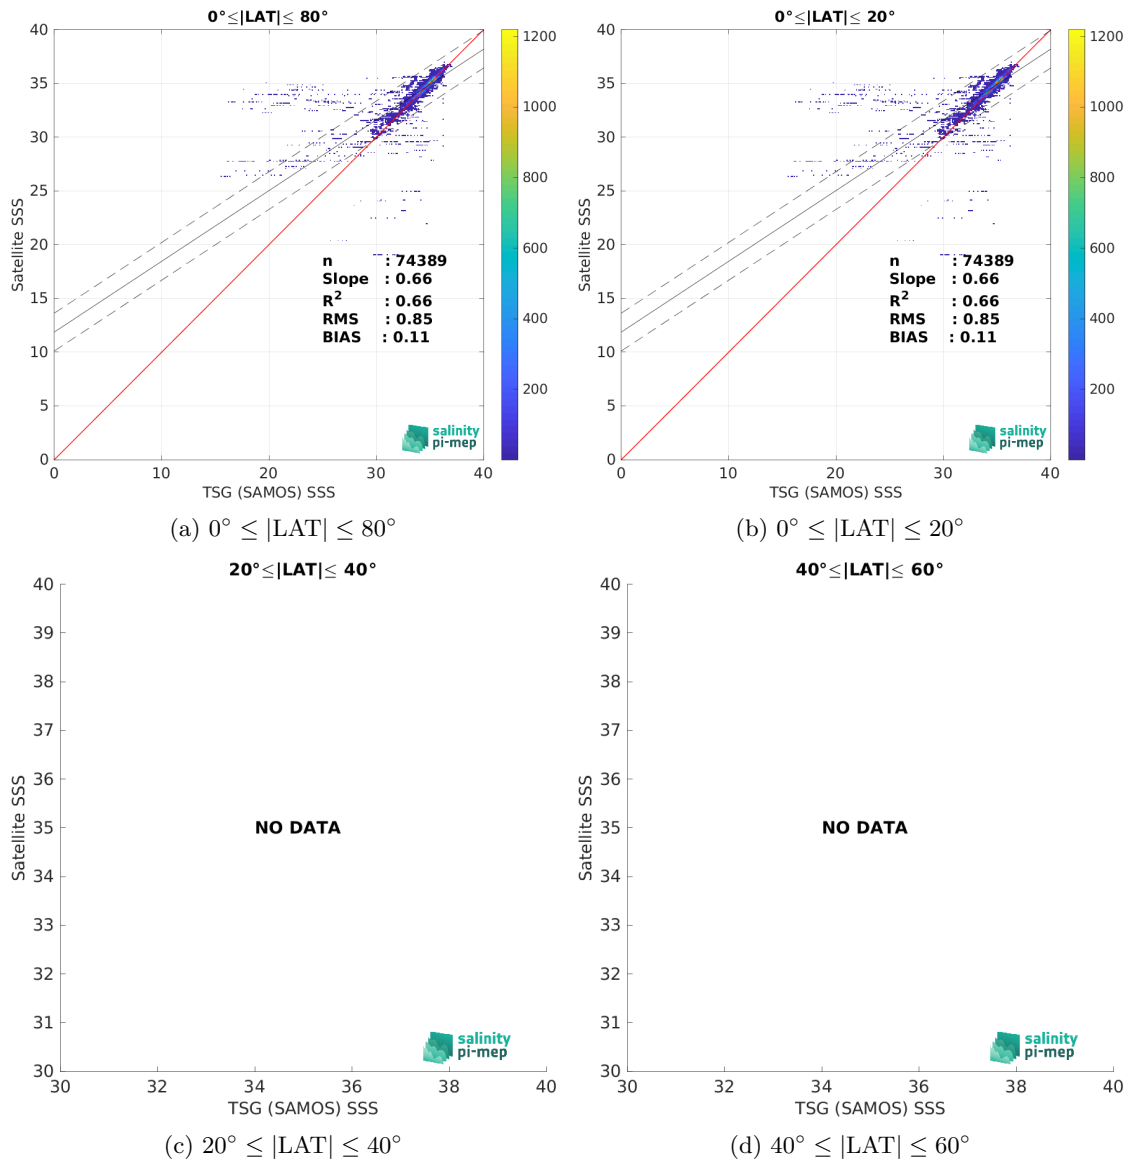 0°≤|LAT|≤ 80°
40
35
30
25
20
15
10
5
0
0
10
20
30
40
Satellite SSS
TSG (SAMOS) SSS
n : 74389
Slope : 0.66
R² : 0.66
RMS : 0.85
BIAS : 0.11
salinity
pi-mep
1200
1000
800
600
400
200
(a) 0° ≤ |LAT| ≤ 80°
0°≤|LAT|≤ 20°
40
35
30
25
20
15
10
5
0
0
10
20
30
40
Satellite SSS
TSG (SAMOS) SSS
n : 74389
Slope : 0.66
R² : 0.66
RMS : 0.85
BIAS : 0.11
salinity
pi-mep
1200
1000
800
600
400
200
(b) 0° ≤ |LAT| ≤ 20°
20°≤|LAT|≤ 40°
40
39
38
37
36
35
34
33
32
31
30
30
32
34
36
38
40
Satellite SSS
TSG (SAMOS) SSS
NO DATA
salinity
pi-mep
(c) 20° ≤ |LAT| ≤ 40°
40°≤|LAT|≤ 60°
40
39
38
37
36
35
34
33
32
31
30
30
32
34
36
38
40
Satellite SSS
TSG (SAMOS) SSS
NO DATA
salinity
pi-mep
(d) 40° ≤ |LAT| ≤ 60°